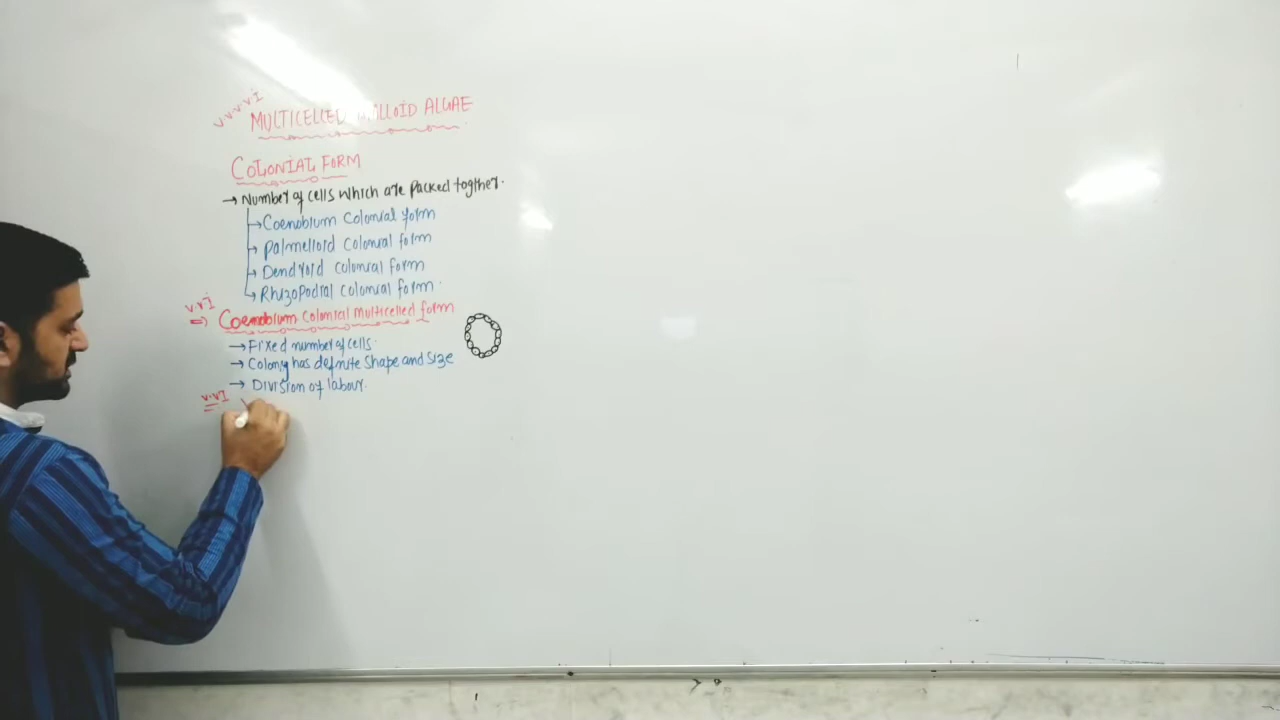 V.V.V.V.I
MULTICELLED ALGAE
COLONIAL FORM
→ Number of cells which are packed togther.
→ Coenobium Colonial form
→ Palmelloid Colonial form
→ Dendroid Colonial form
→ Rhizopodial Colonial form.
V.V.I
⇒ Coenobium Colonial Multicelled form
→ Fixed number of cells.
→ Colony has definite Shape and Size
→ Division of labour.
V.V.I